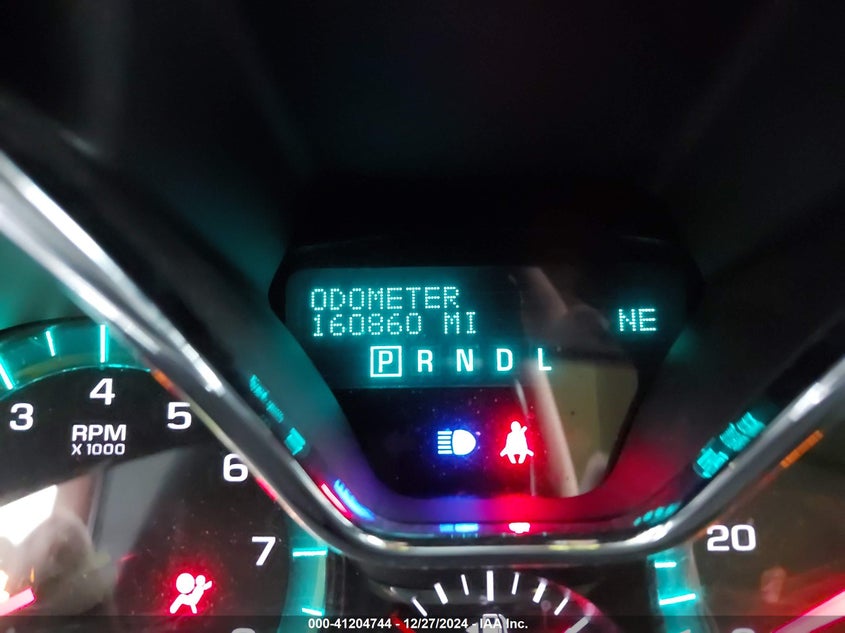 ODOMETER
160860 MI
NE
P R N D L
3
4
5
6
7
RPM
X 1000
20
000-41204744 - 12/27/2024 - IAA Inc.